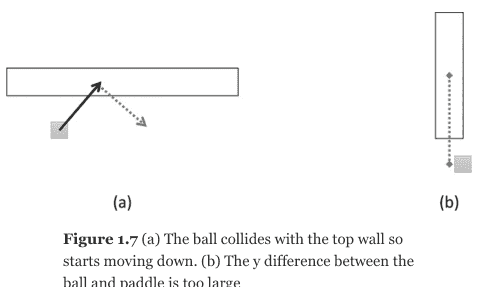 (a)
(b)
Figure 1.7 (a) The ball collides with the top wall so
starts moving down. (b) The y difference between the
ball and paddle is too large